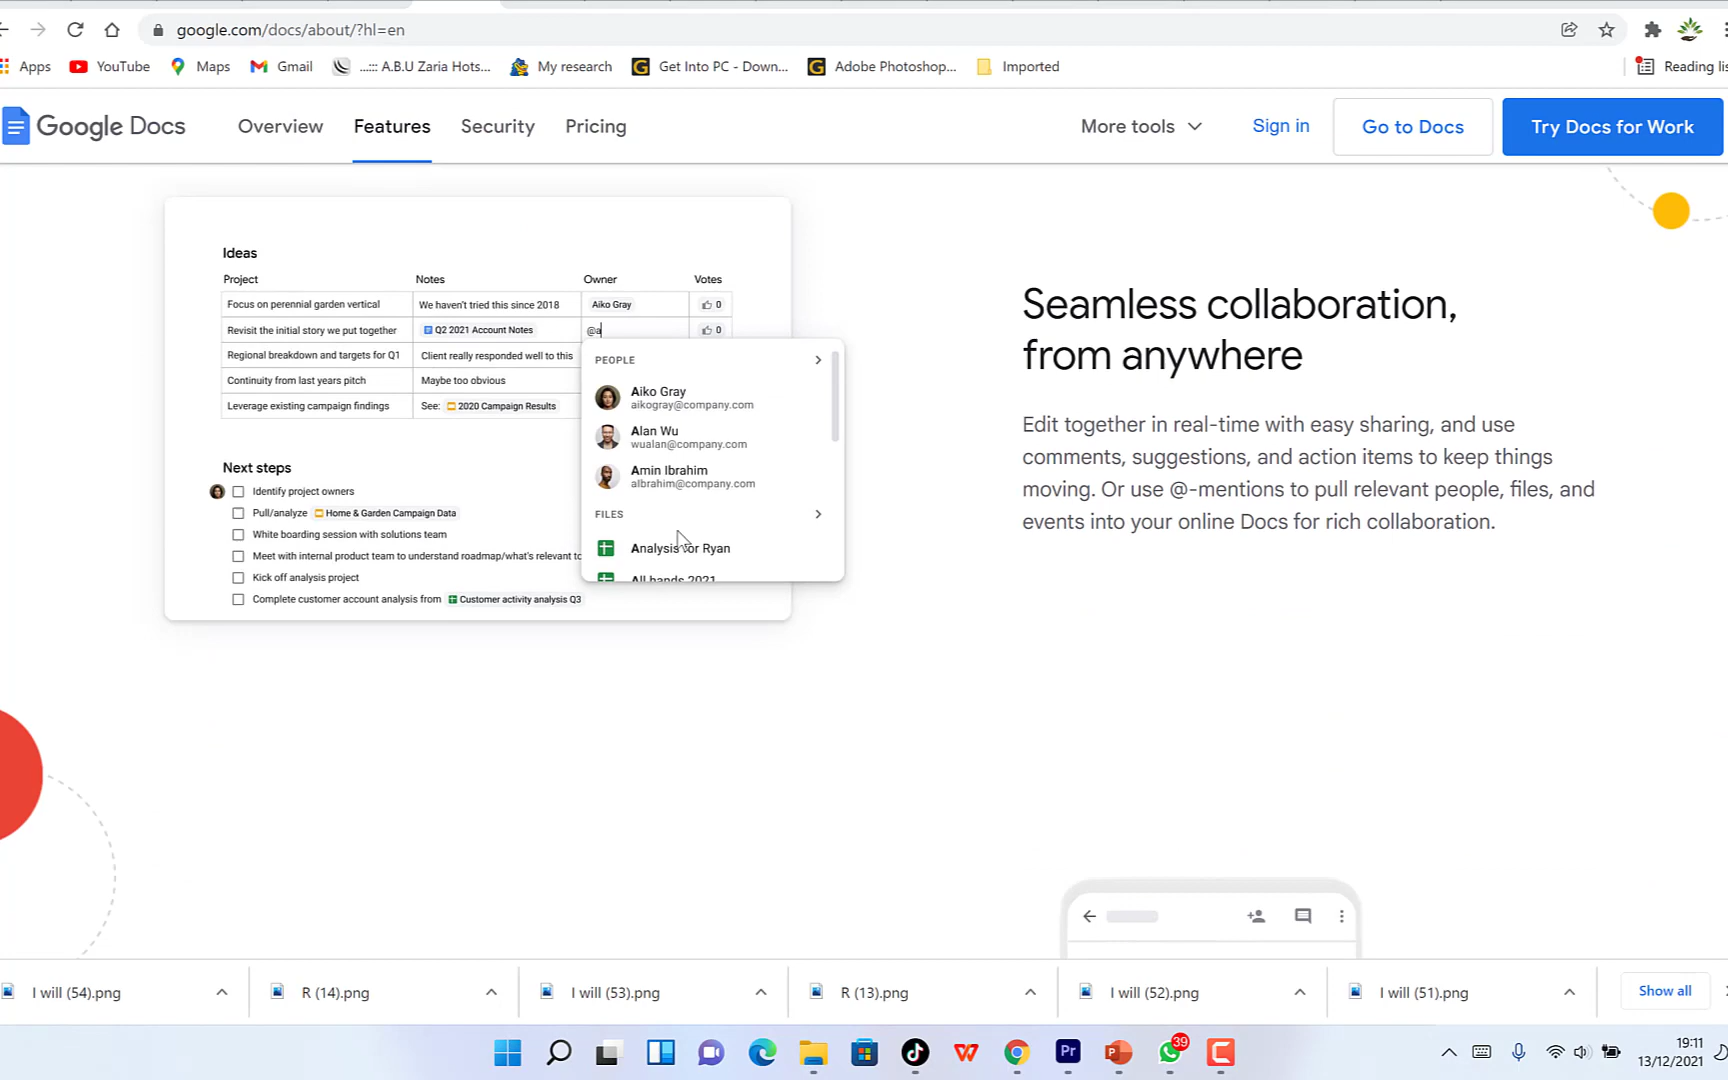 google.com/docs/about/?hl=en
Apps YouTube Maps Gmail ...::: A.B.U Zaria Hots... My research Get Into PC - Down... Adobe Photoshop... Imported Reading lis
Google Docs Overview Features Security Pricing More tools Sign in Go to Docs Try Docs for Work
Ideas
Project Notes Owner Votes
Focus on perennial garden vertical We haven't tried this since 2018 Aiko Gray 0
Revisit the initial story we put together Q2 2021 Account Notes @a 0
Regional breakdown and targets for Q1 Client really responded well to this
Continuity from last years pitch Maybe too obvious
Leverage existing campaign findings See: 2020 Campaign Results
PEOPLE
Aiko Gray
aikogray@company.com
Alan Wu
wualan@company.com
Amin Ibrahim
albrahim@company.com
FILES
Analysis for Ryan
All hands 2021
Next steps
Identify project owners
Pull/analyze Home & Garden Campaign Data
White boarding session with solutions team
Meet with internal product team to understand roadmap/what's relevant to
Kick off analysis project
Complete customer account analysis from Customer activity analysis Q3
Seamless collaboration,
from anywhere
Edit together in real-time with easy sharing, and use
comments, suggestions, and action items to keep things
moving. Or use @-mentions to pull relevant people, files, and
events into your online Docs for rich collaboration.
I will (54).png R (14).png I will (53).png R (13).png I will (52).png I will (51).png Show all
Pr 39 19:11
13/12/2021